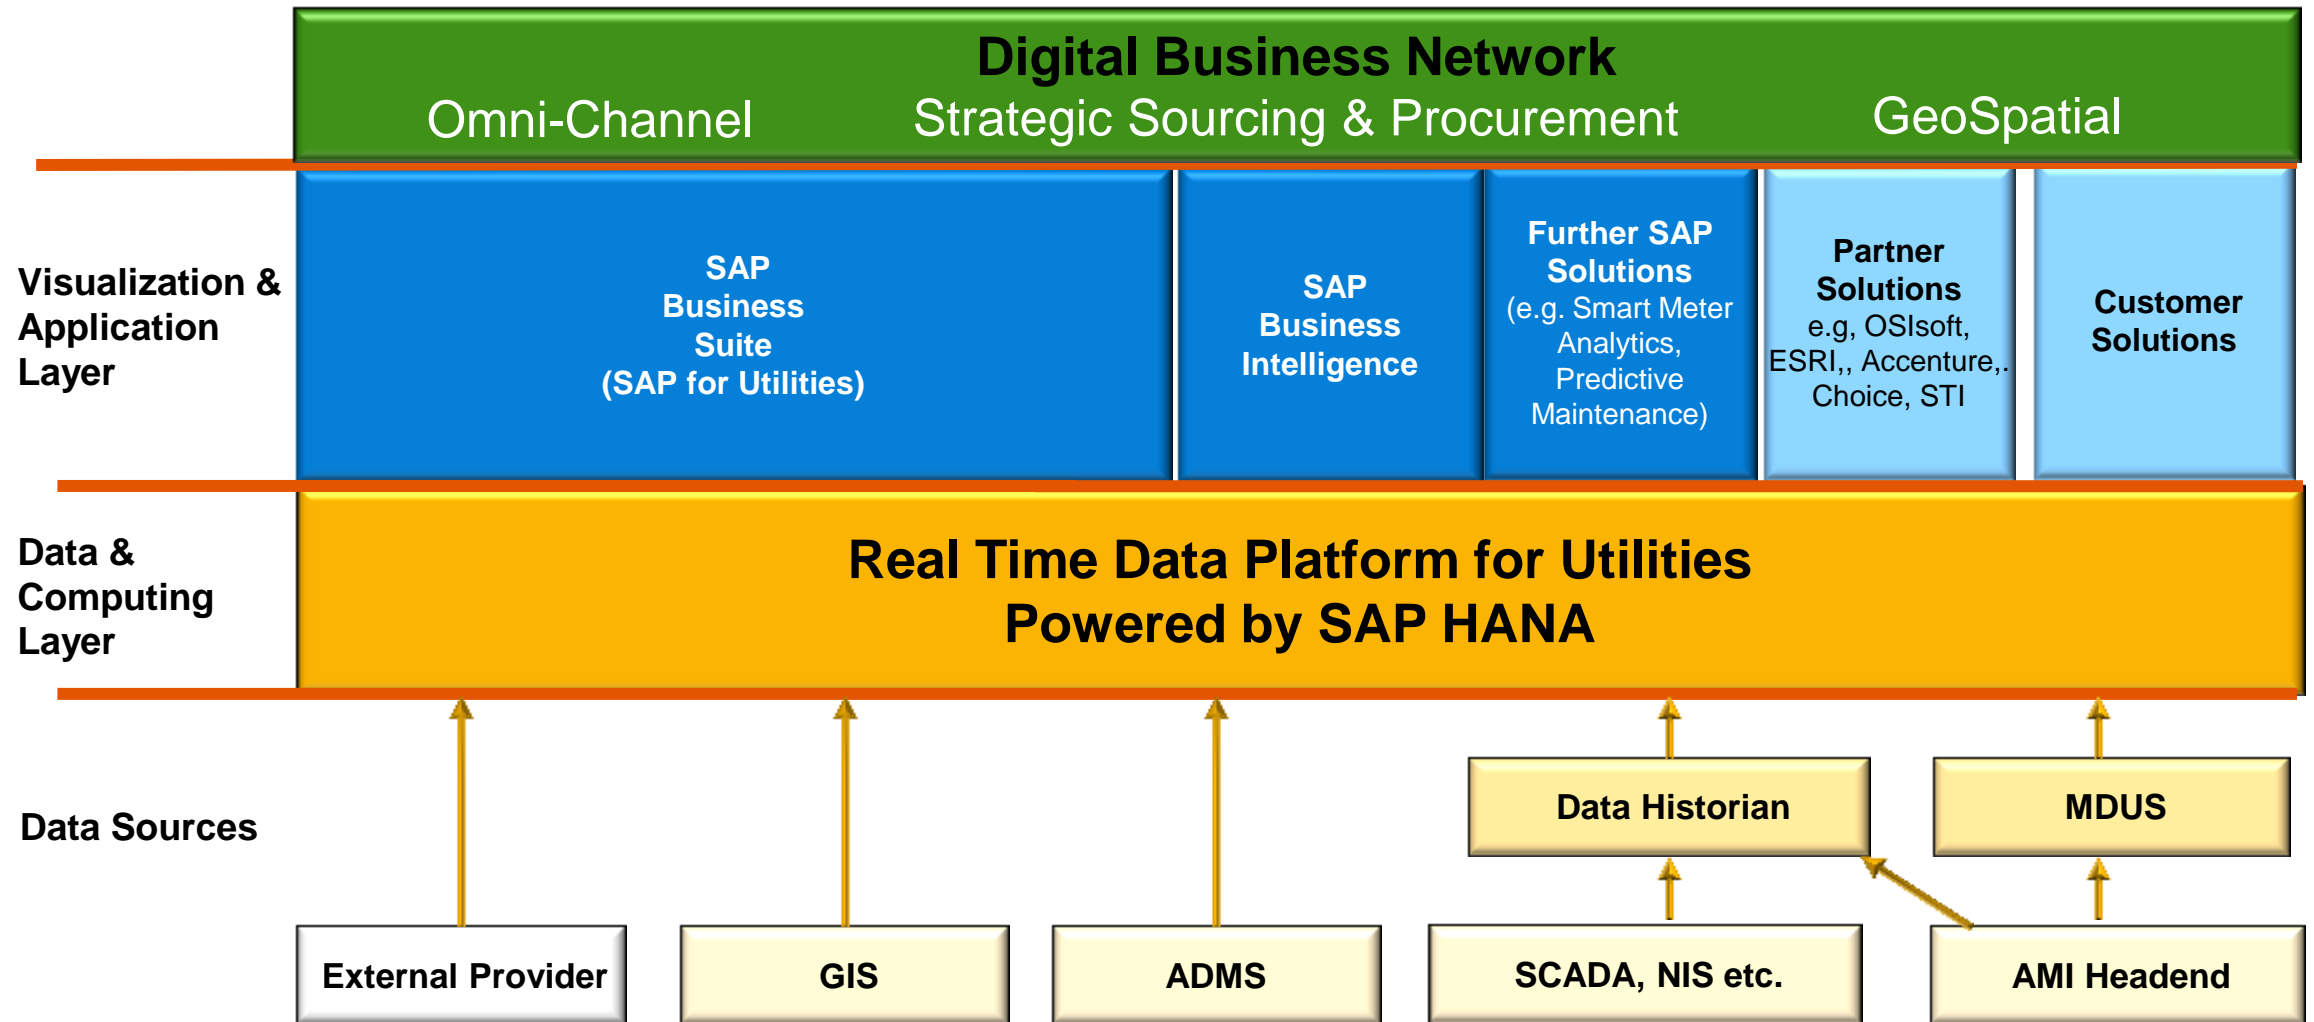 Digital Business Network
Omni-Channel
Strategic Sourcing & Procurement
GeoSpatial
Visualization &
Application
Layer
SAP
Business
Suite
(SAP for Utilities)
SAP
Business
Intelligence
Further SAP
Solutions
(e.g. Smart Meter
Analytics,
Predictive
Maintenance)
Partner
Solutions
e.g, OSIsoft,
ESRI,, Accenture,.
Choice, STI
Customer
Solutions
Data &
Computing
Layer
Real Time Data Platform for Utilities
Powered by SAP HANA
Data Sources
Data Historian
MDUS
External Provider
GIS
ADMS
SCADA, NIS etc.
AMI Headend